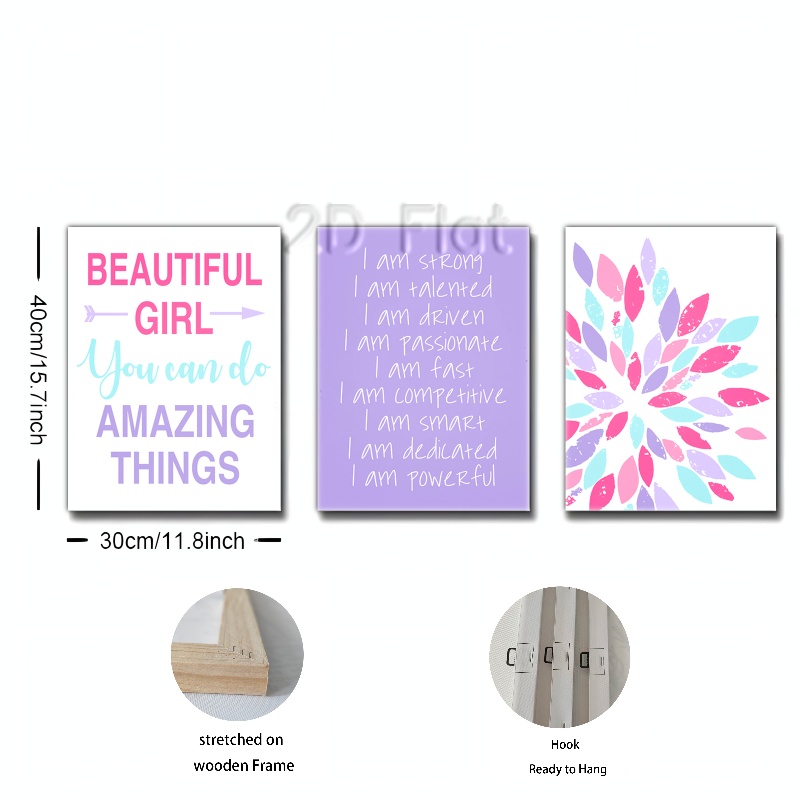 2D Flat
BEAUTIFUL
GIRL
You can do
AMAZING
THINGS
I am strong
I am talented
I am driven
I am passionate
I am fast
I am competitive
I am smart
I am dedicated
I am powerful
40cm/15.7inch
30cm/11.8inch
stretched on
wooden Frame
Hook
Ready to Hang